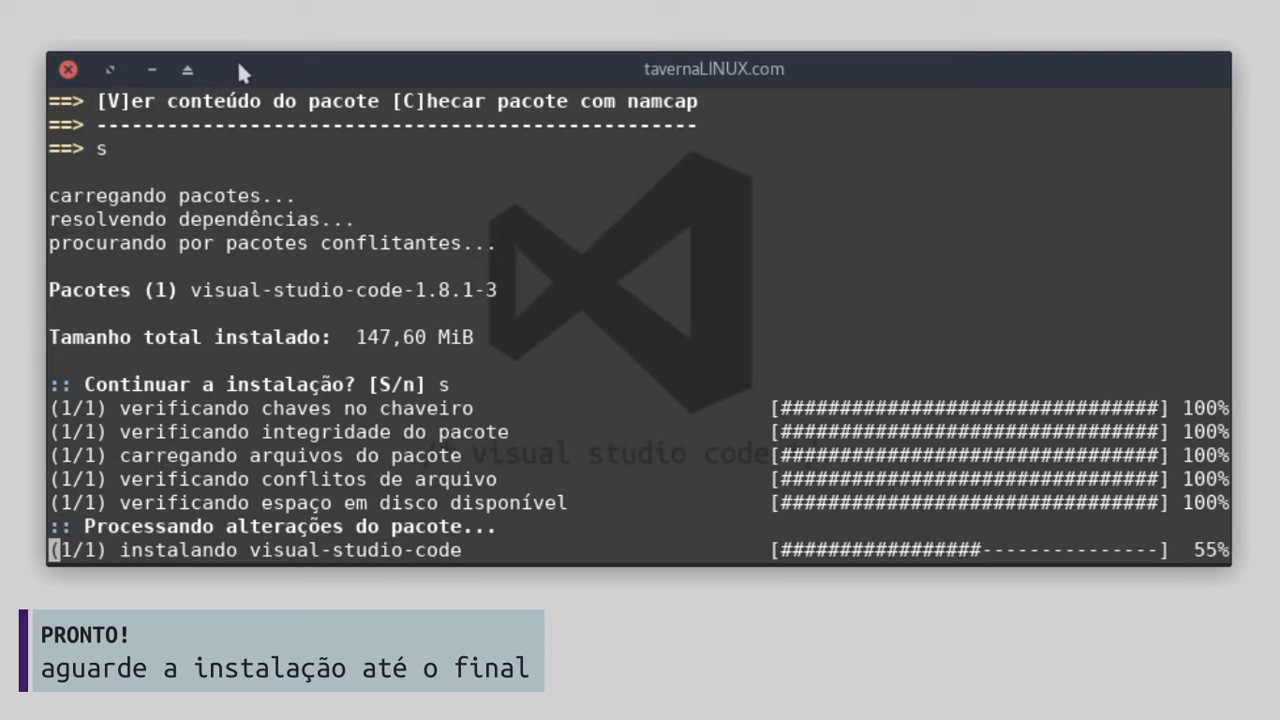 tavernaLINUX.com
==> [V]er conteúdo do pacote [C]hecar pacote com namcap
==> ---------------------------------------------------
==> s
carregando pacotes...
resolvendo dependências...
procurando por pacotes conflitantes...
Pacotes (1) visual-studio-code-1.8.1-3
Tamanho total instalado:  147,60 MiB
:: Continuar a instalação? [S/n] s
(1/1) verificando chaves no chaveiro [################################] 100%
(1/1) verificando integridade do pacote [################################] 100%
(1/1) carregando arquivos do pacote [################################] 100%
(1/1) verificando conflitos de arquivo [################################] 100%
(1/1) verificando espaço em disco disponível [################################] 100%
:: Processando alterações do pacote...
(1/1) instalando visual-studio-code [#################---------------] 55%
visual studio code
PRONTO!
aguarde a instalação até o final